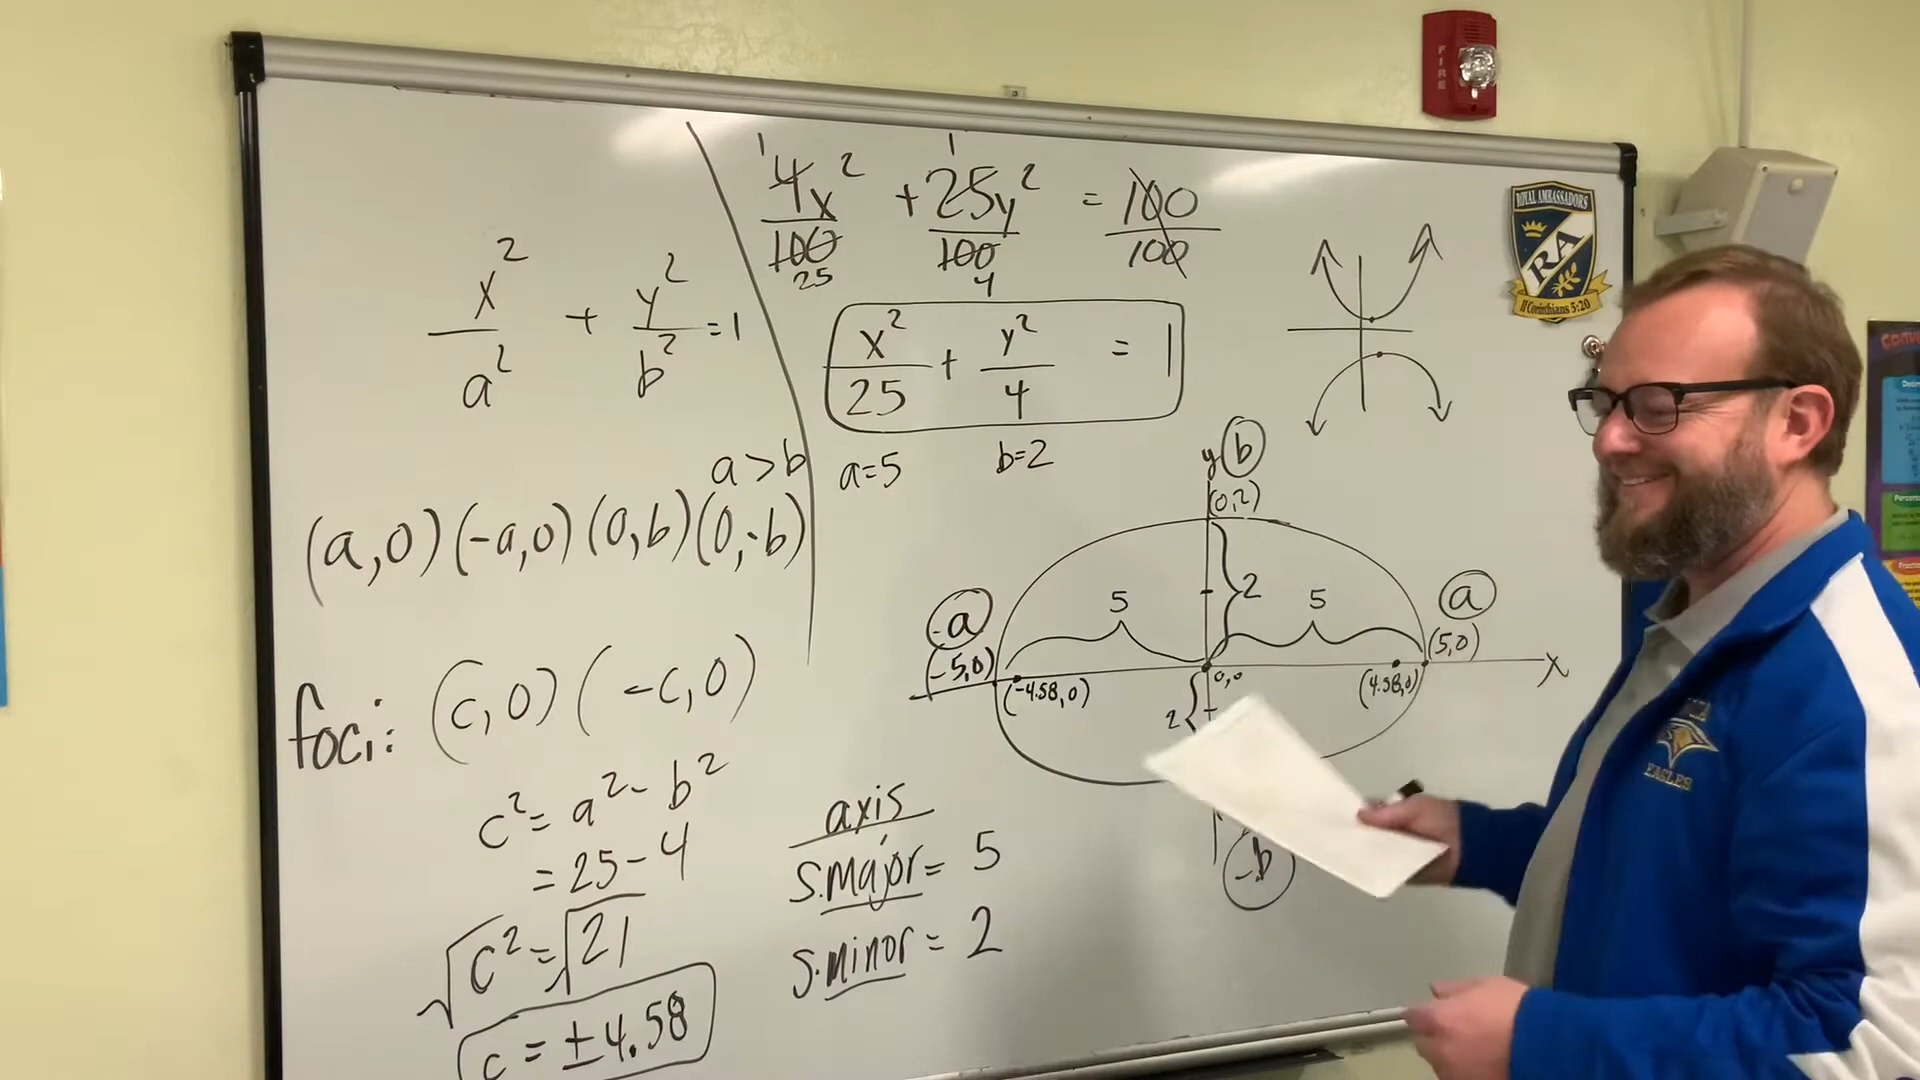 x²/a² + y²/b² = 1
a > b
(a,0) (-a,0) (0,b) (0,-b)
foci: (c,0) (-c,0)
c² = a² - b²
= 25 - 4
√c² = √21
c = ±4.58
1 1
4x²/100 + 25y²/100 = 100/100
25 4
x²/25 + y²/4 = 1
a=5 b=2
y b
(0,2)
2
5 5
-a
(-5,0)
a
(5,0)
x
(-4.58,0)
0,0
(4.58,0)
2
-b
axis
s.major = 5
s.minor = 2
FIRE
ROYAL AMBASSADORS
RA
II Corinthians 5:20
EAGLES